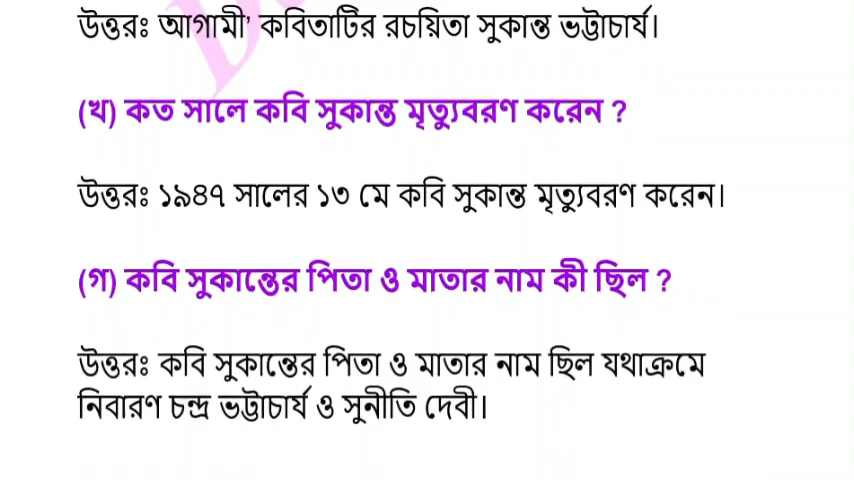 উত্তরঃ আগামী' কবিতাটির রচয়িতা সুকান্ত ভট্টাচার্য।
(খ) কত সালে কবি সুকান্ত মৃত্যুবরণ করেন ?
উত্তরঃ ১৯৪৭ সালের ১৩ মে কবি সুকান্ত মৃত্যুবরণ করেন।
(গ) কবি সুকান্তের পিতা ও মাতার নাম কী ছিল ?
উত্তরঃ কবি সুকান্তের পিতা ও মাতার নাম ছিল যথাক্রমে
নিবারণ চন্দ্র ভট্টাচার্য ও সুনীতি দেবী।